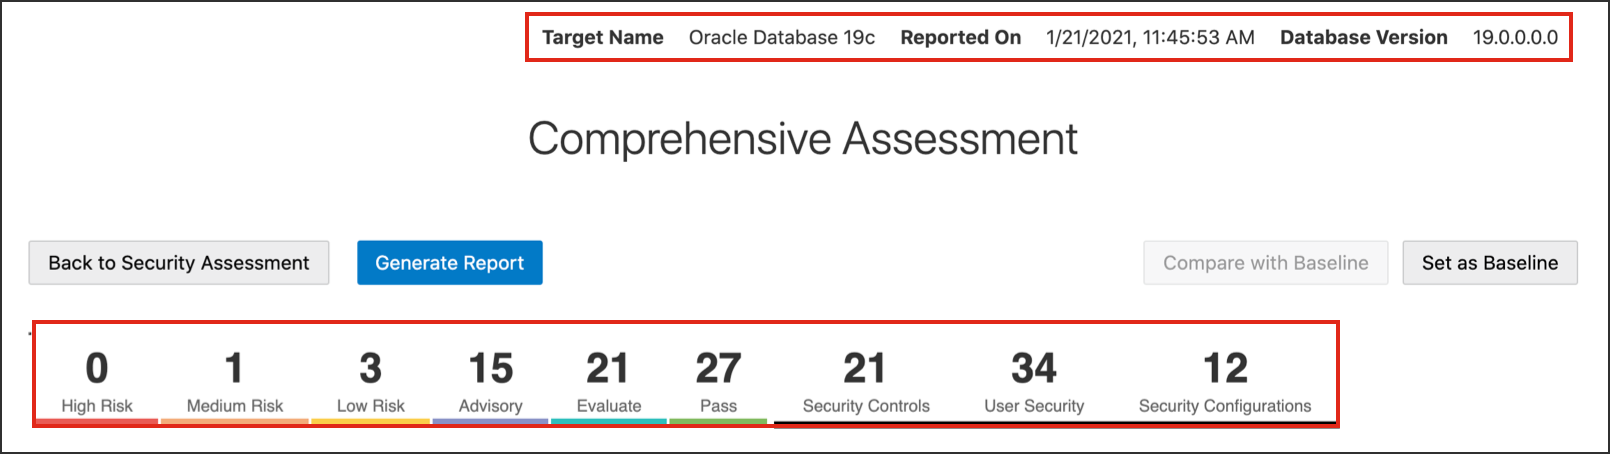 Target Name Oracle Database 19c Reported On 1/21/2021, 11:45:53 AM Database Version 19.0.0.0.0
Comprehensive Assessment
Back to Security Assessment Generate Report Compare with Baseline Set as Baseline
0 1 3 15 21 27 21 34 12
High Risk Medium Risk Low Risk Advisory Evaluate Pass Security Controls User Security Security Configurations